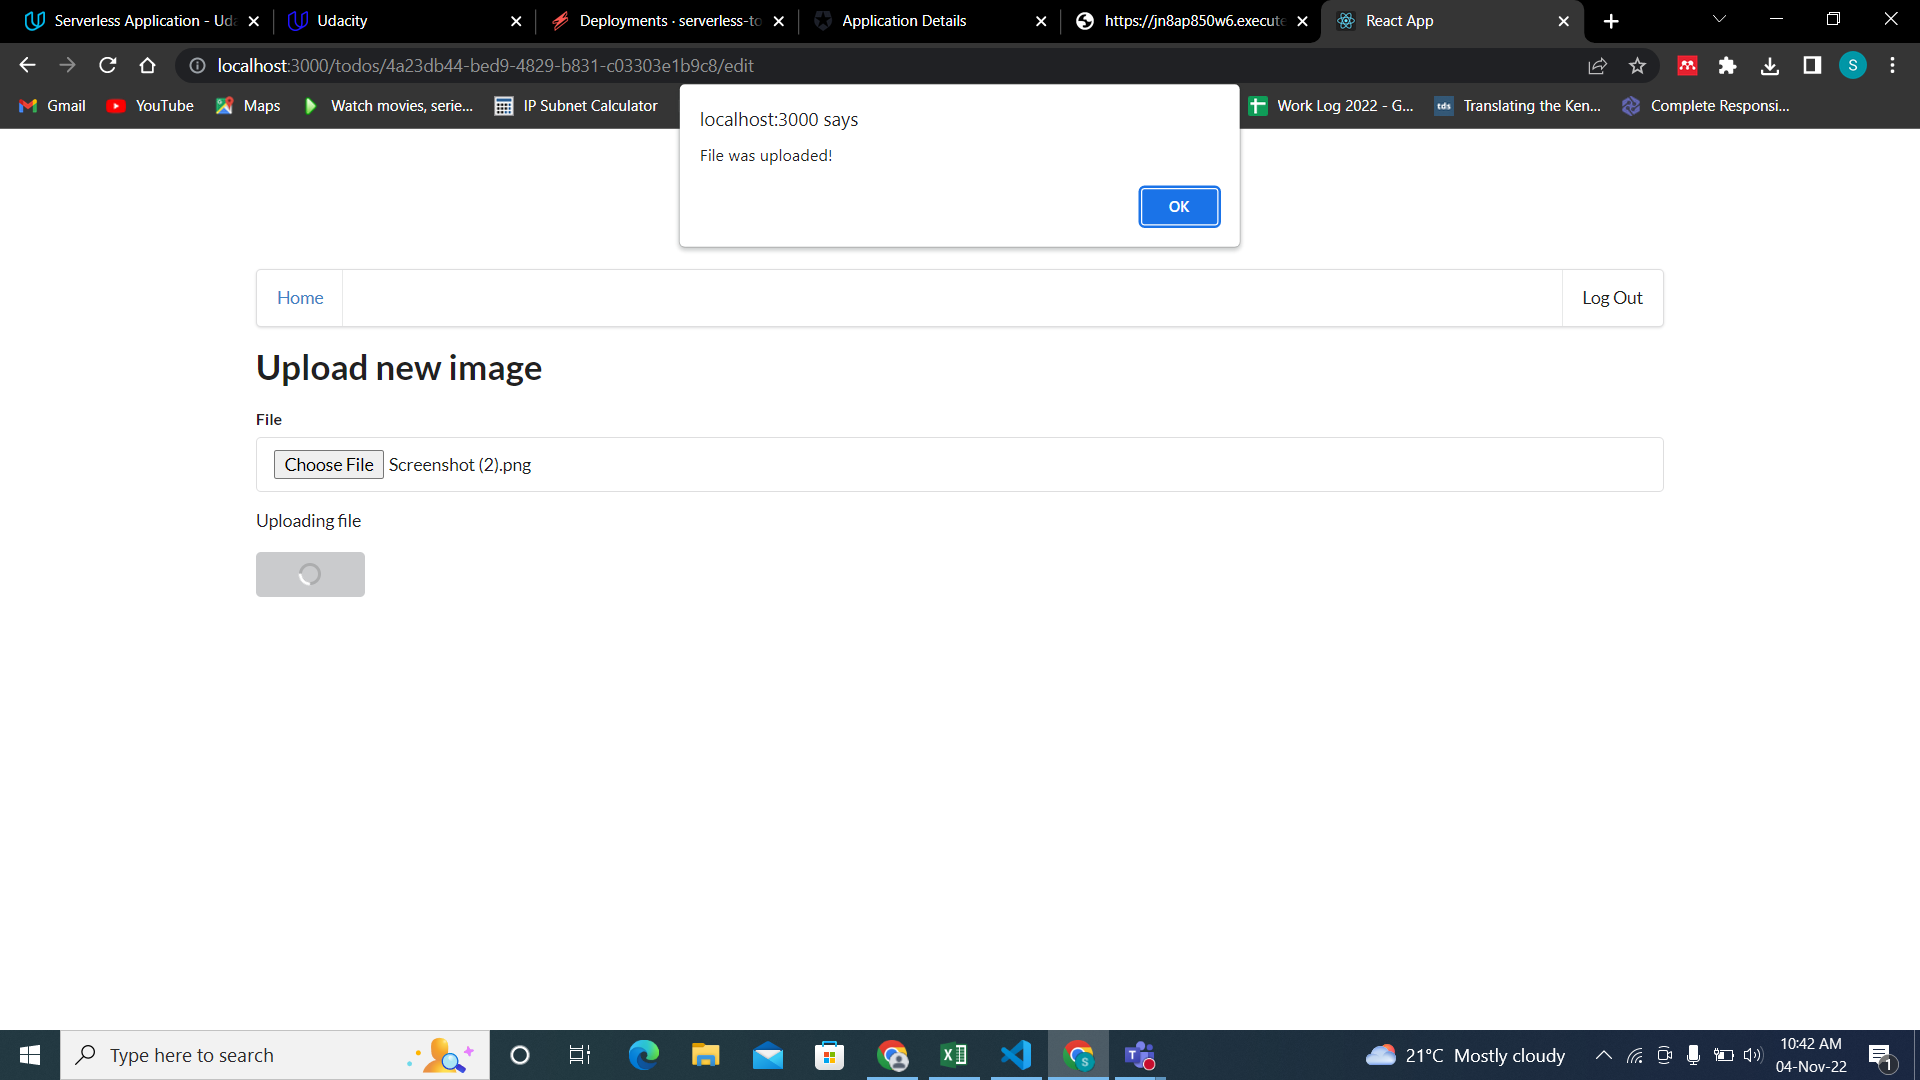 Serverless Application - Uda
Udacity
Deployments · serverless-to
Application Details
https://jn8ap850w6.execute
React App
localhost:3000/todos/4a23db44-bed9-4829-b831-c03303e1b9c8/edit
S
Gmail
YouTube
Maps
Watch movies, serie...
IP Subnet Calculator
Work Log 2022 - G...
tds
Translating the Ken...
Complete Responsi...
localhost:3000 says
File was uploaded!
OK
Home
Log Out
Upload new image
File
Choose File Screenshot (2).png
Uploading file
Type here to search
S
21°C Mostly cloudy
10:42 AM
04-Nov-22
1